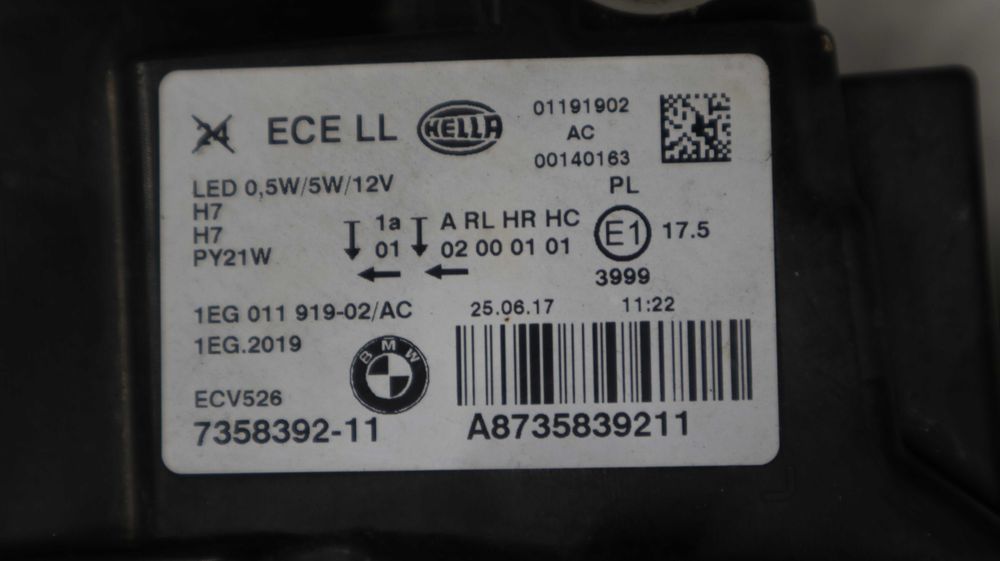 24 ECE LL HELLA 01191902
AC
00140163
LED 0,5W/5W/12V PL
H7
H7
PY21W
1a A RL HR HC E1 17.5
01 02 00 01 01
3999
1EG 011 919-02/AC 25.06.17 11:22
1EG.2019
BMW
ECV526
7358392-11 A8735839211